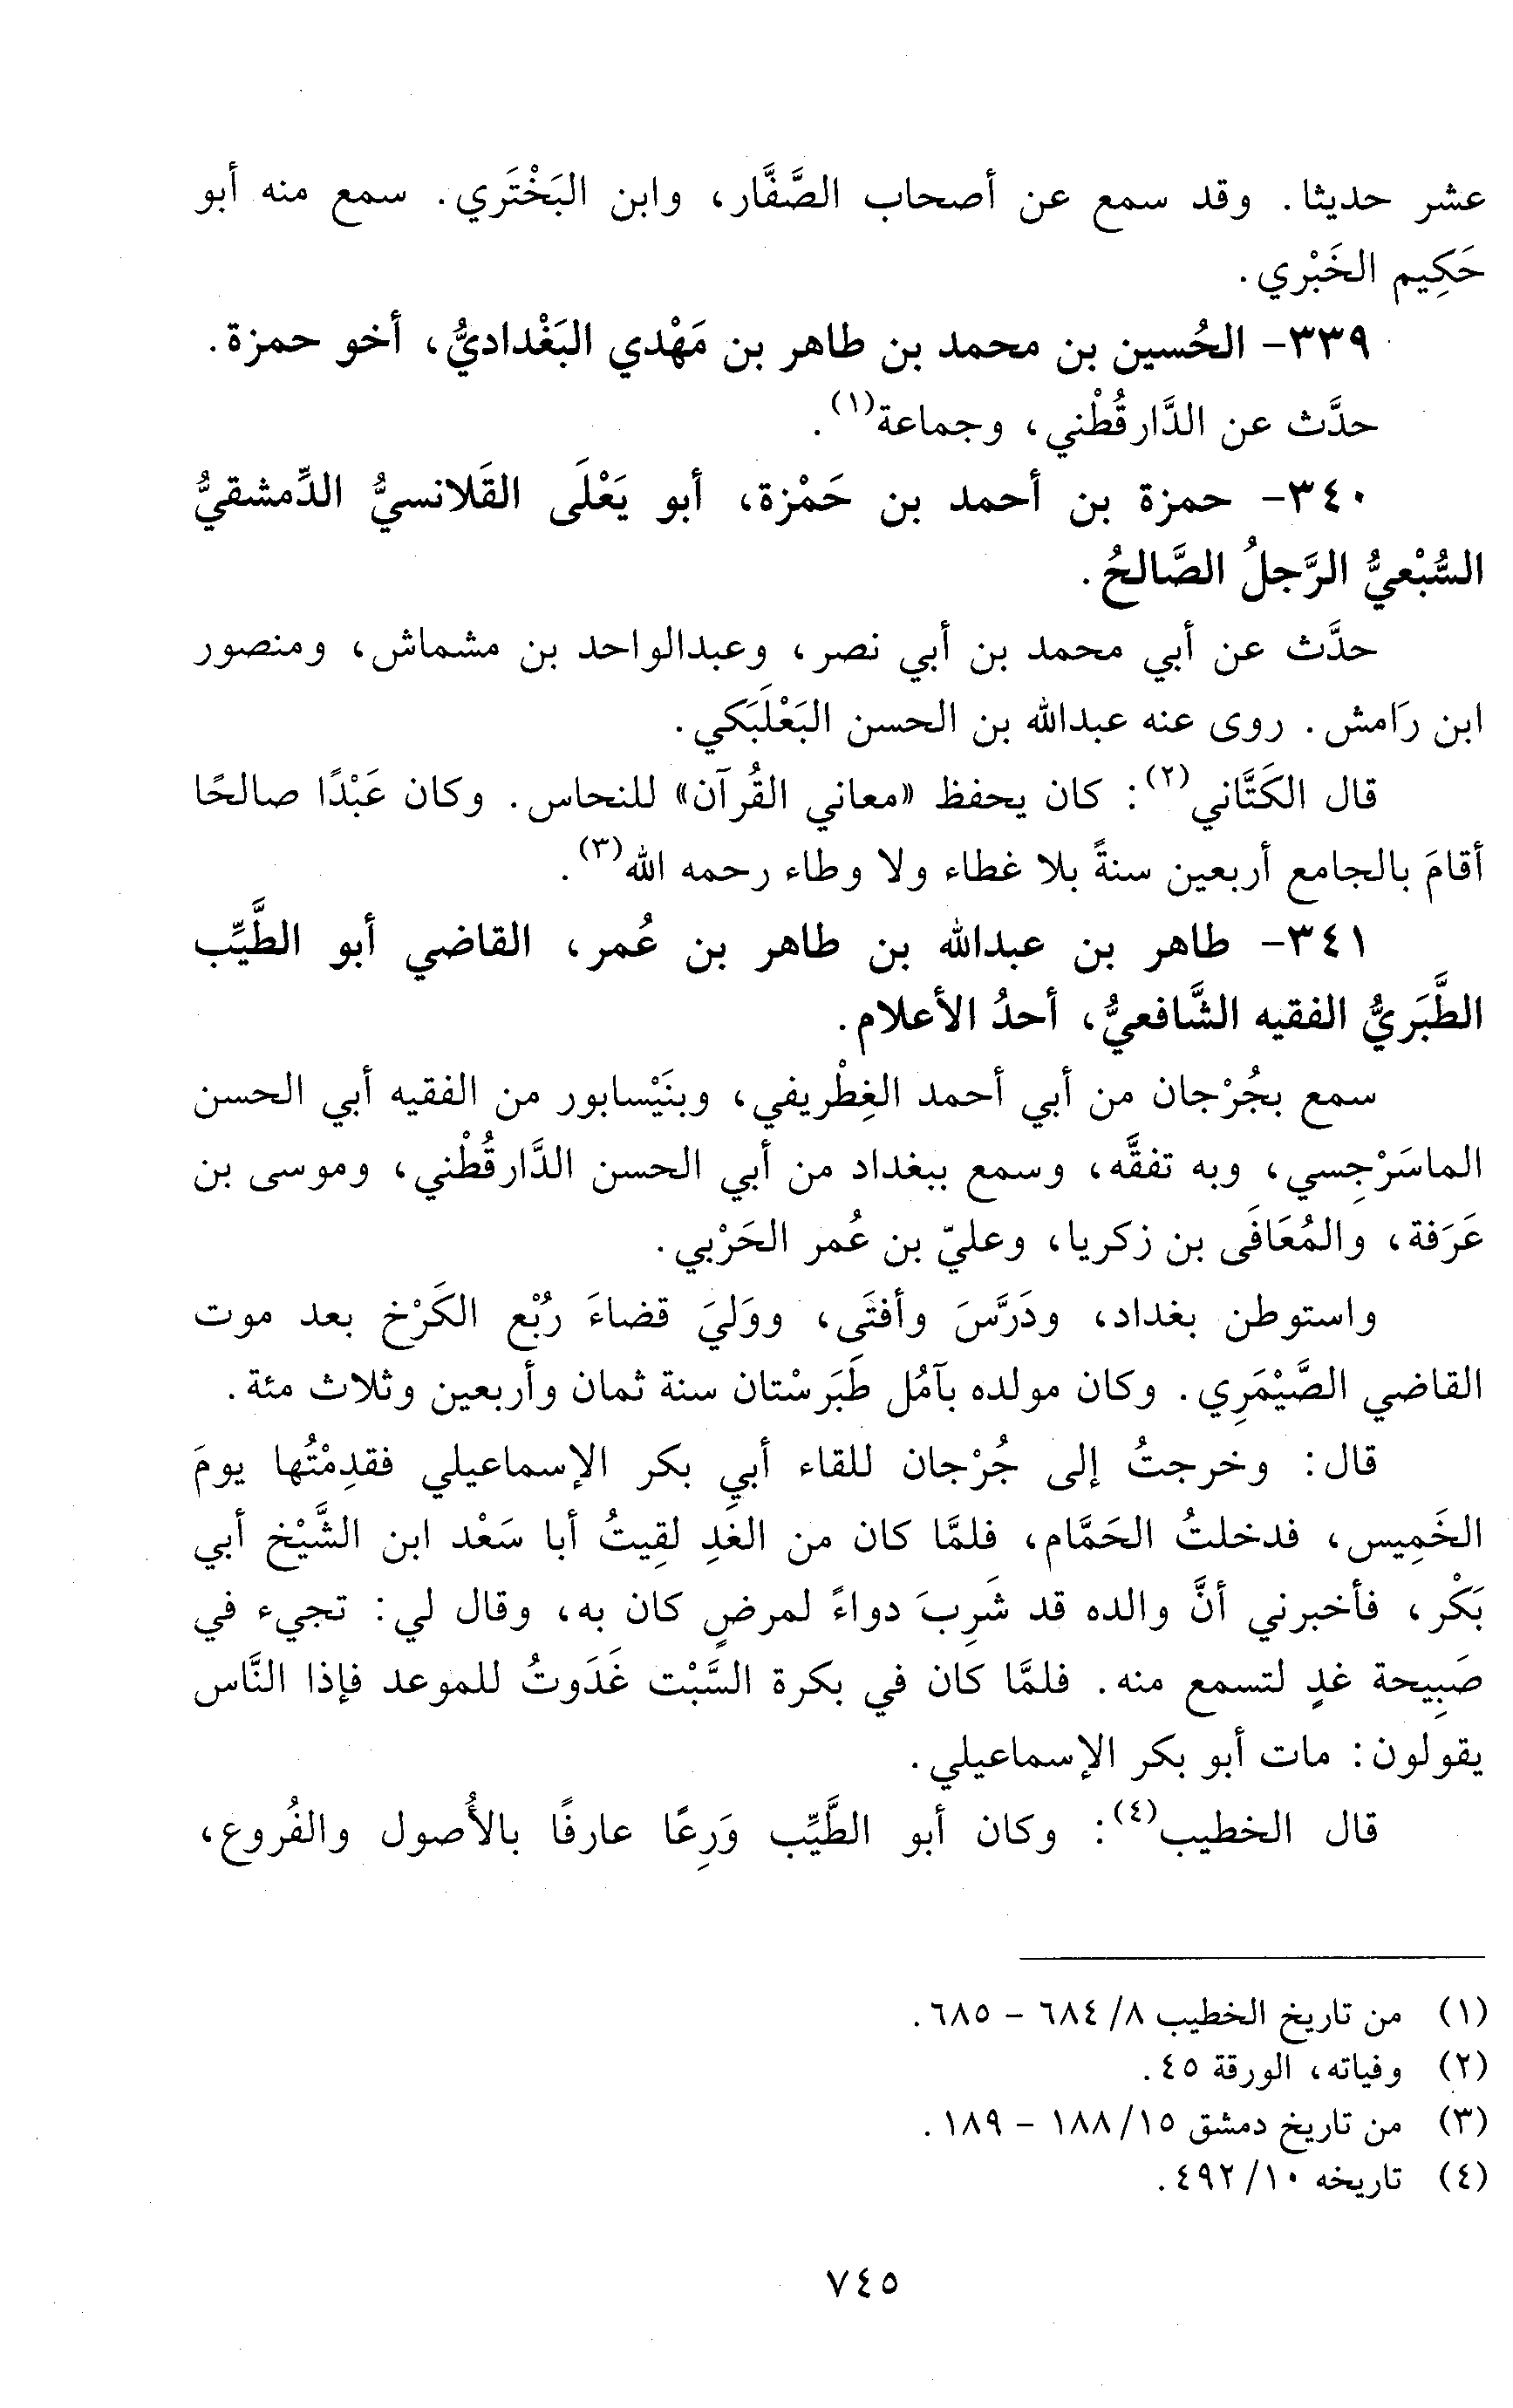 عشر حديثا. وقد سمع عن أصحاب الصَّفَّار، وابن البَخْتَري. سمع منه أبو
حَكِيم الخَبْري.
٣٣٩- الحُسين بن محمد بن طاهر بن مَهْدي البَغْداديُّ، أخو حمزة.
حدَّث عن الدَّارقُطْني، وجماعة(١).
٣٤٠- حمزة بن أحمد بن حَمْزة، أبو يَعْلَى القَلانسيُّ الدِّمشقيُّ
السُّبْعيُّ الرَّجلُ الصَّالحُ.
حدَّث عن أبي محمد بن أبي نصر، وعبدالواحد بن مشماش، ومنصور
ابن رَامش. روى عنه عبدالله بن الحسن البَعْلَبَكي.
قال الكَتَّاني(٢): كان يحفظ «معاني القُرآن» للنحاس. وكان عَبْدًا صالحًا
أقامَ بالجامع أربعين سنةً بلا غطاء ولا وطاء رحمه الله(٣).
٣٤١- طاهر بن عبدالله بن طاهر بن عُمر، القاضي أبو الطَّيِّب
الطَّبَريُّ الفقيه الشَّافعيُّ، أحدُ الأعلام.
سمع بجُرْجان من أبي أحمد الغِطْريفي، وبنَيْسابور من الفقيه أبي الحسن
الماسَرْجِسي، وبه تفقَّه، وسمع ببغداد من أبي الحسن الدَّارقُطْني، وموسى بن
عَرَفة، والمُعَافَى بن زكريا، وعليّ بن عُمر الحَرْبي.
واستوطن بغداد، ودَرَّسَ وأفتَى، ووَليَ قضاءَ رُبْع الكَرْخ بعد موت
القاضي الصَّيْمَرِي. وكان مولده بآمُل طَبَرسْتان سنة ثمان وأربعين وثلاث مئة.
قال: وخرجتُ إلى جُرْجان للقاء أبي بكر الإسماعيلي فقدِمْتُها يومَ
الخَمِيس، فدخلتُ الحَمَّام، فلمَّا كان من الغَدِ لقِيتُ أبا سَعْد ابن الشَّيْخ أبي
بَكْر، فأخبرني أنَّ والده قد شَرِبَ دواءً لمرضٍ كان به، وقال لي: تجيء في
صَبِيحة غدٍ لتسمع منه. فلمَّا كان في بكرة السَّبْت غَدَوتُ للموعد فإذا النَّاس
يقولون: مات أبو بكر الإسماعيلي.
قال الخطيب(٤): وكان أبو الطَّيِّب وَرِعًا عارفًا بالأُصول والفُروع،
(١) من تاريخ الخطيب ٨/ ٦٨٤ - ٦٨٥.
(٢) وفياته، الورقة ٤٥.
(٣) من تاريخ دمشق ١٥/ ١٨٨ - ١٨٩.
(٤) تاريخه ١٠/ ٤٩٢.
٧٤٥